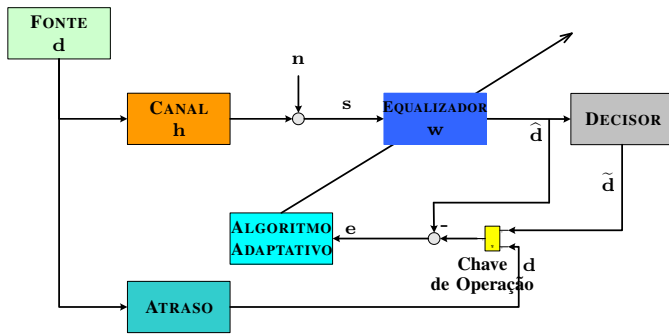 FONTE
d
n
CANAL
h
s
EQUALIZADOR
w
d̂
DECISOR
d̃
ALGORITMO
ADAPTATIVO
e
-
Chave
de Operação
d
ATRASO